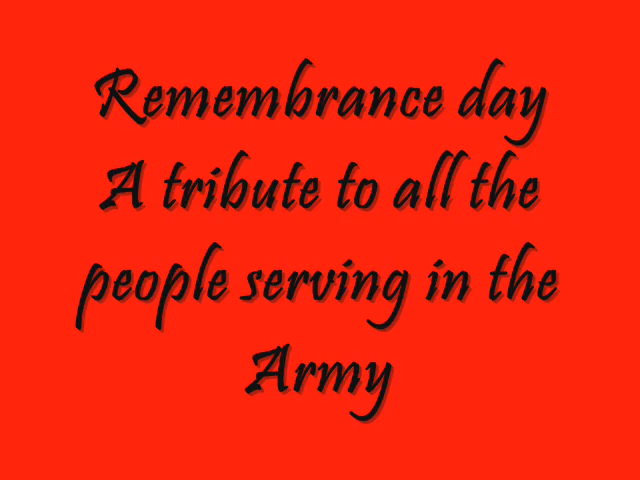 Remembrance day
A tribute to all the
people serving in the
Army